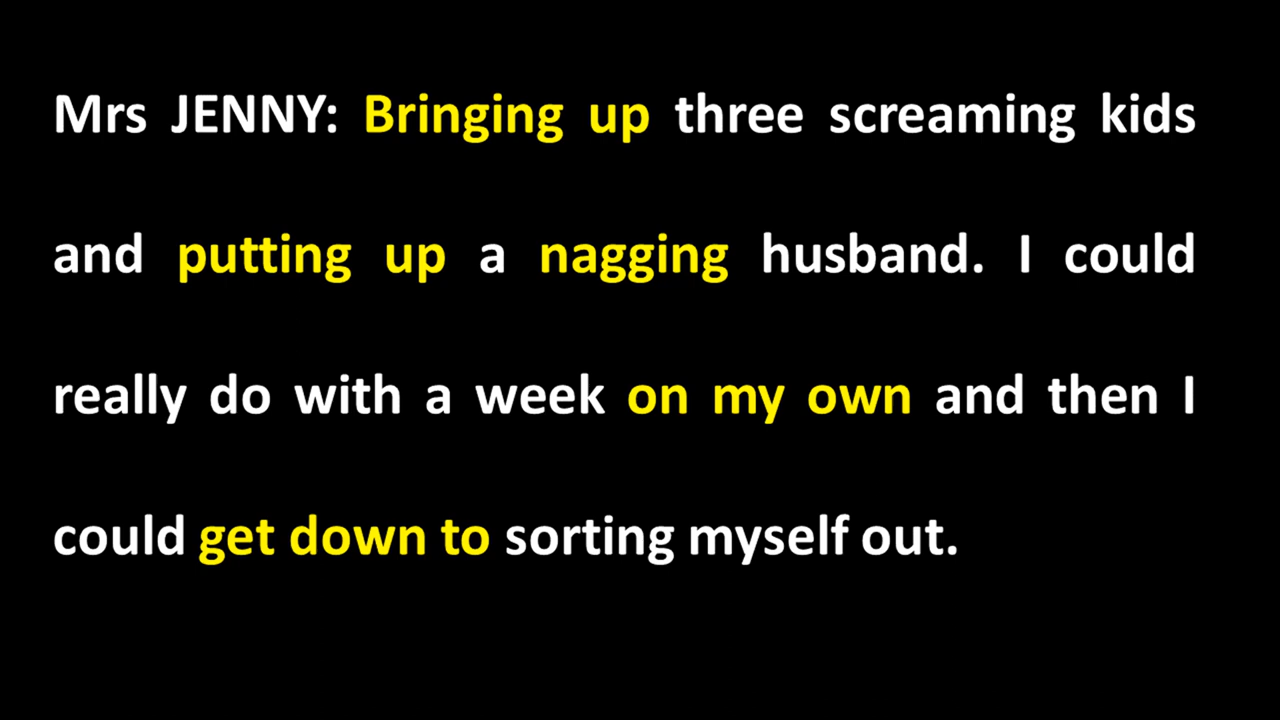 Mrs JENNY: Bringing up three screaming kids
and putting up a nagging husband. I could
really do with a week on my own and then I
could get down to sorting myself out.